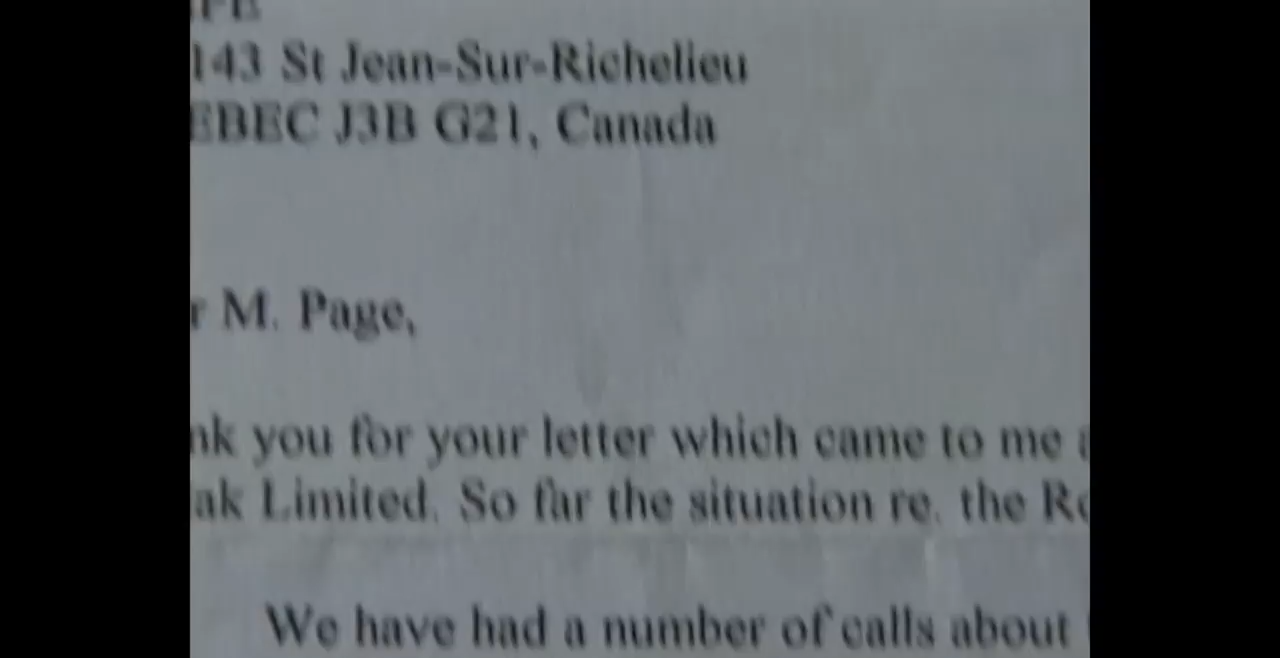 143 St Jean-Sur-Richelieu
EBEC J3B G21, Canada
r M. Page,
nk you for your letter which came to me
ak Limited. So far the situation re. the Ro
We have had a number of calls about